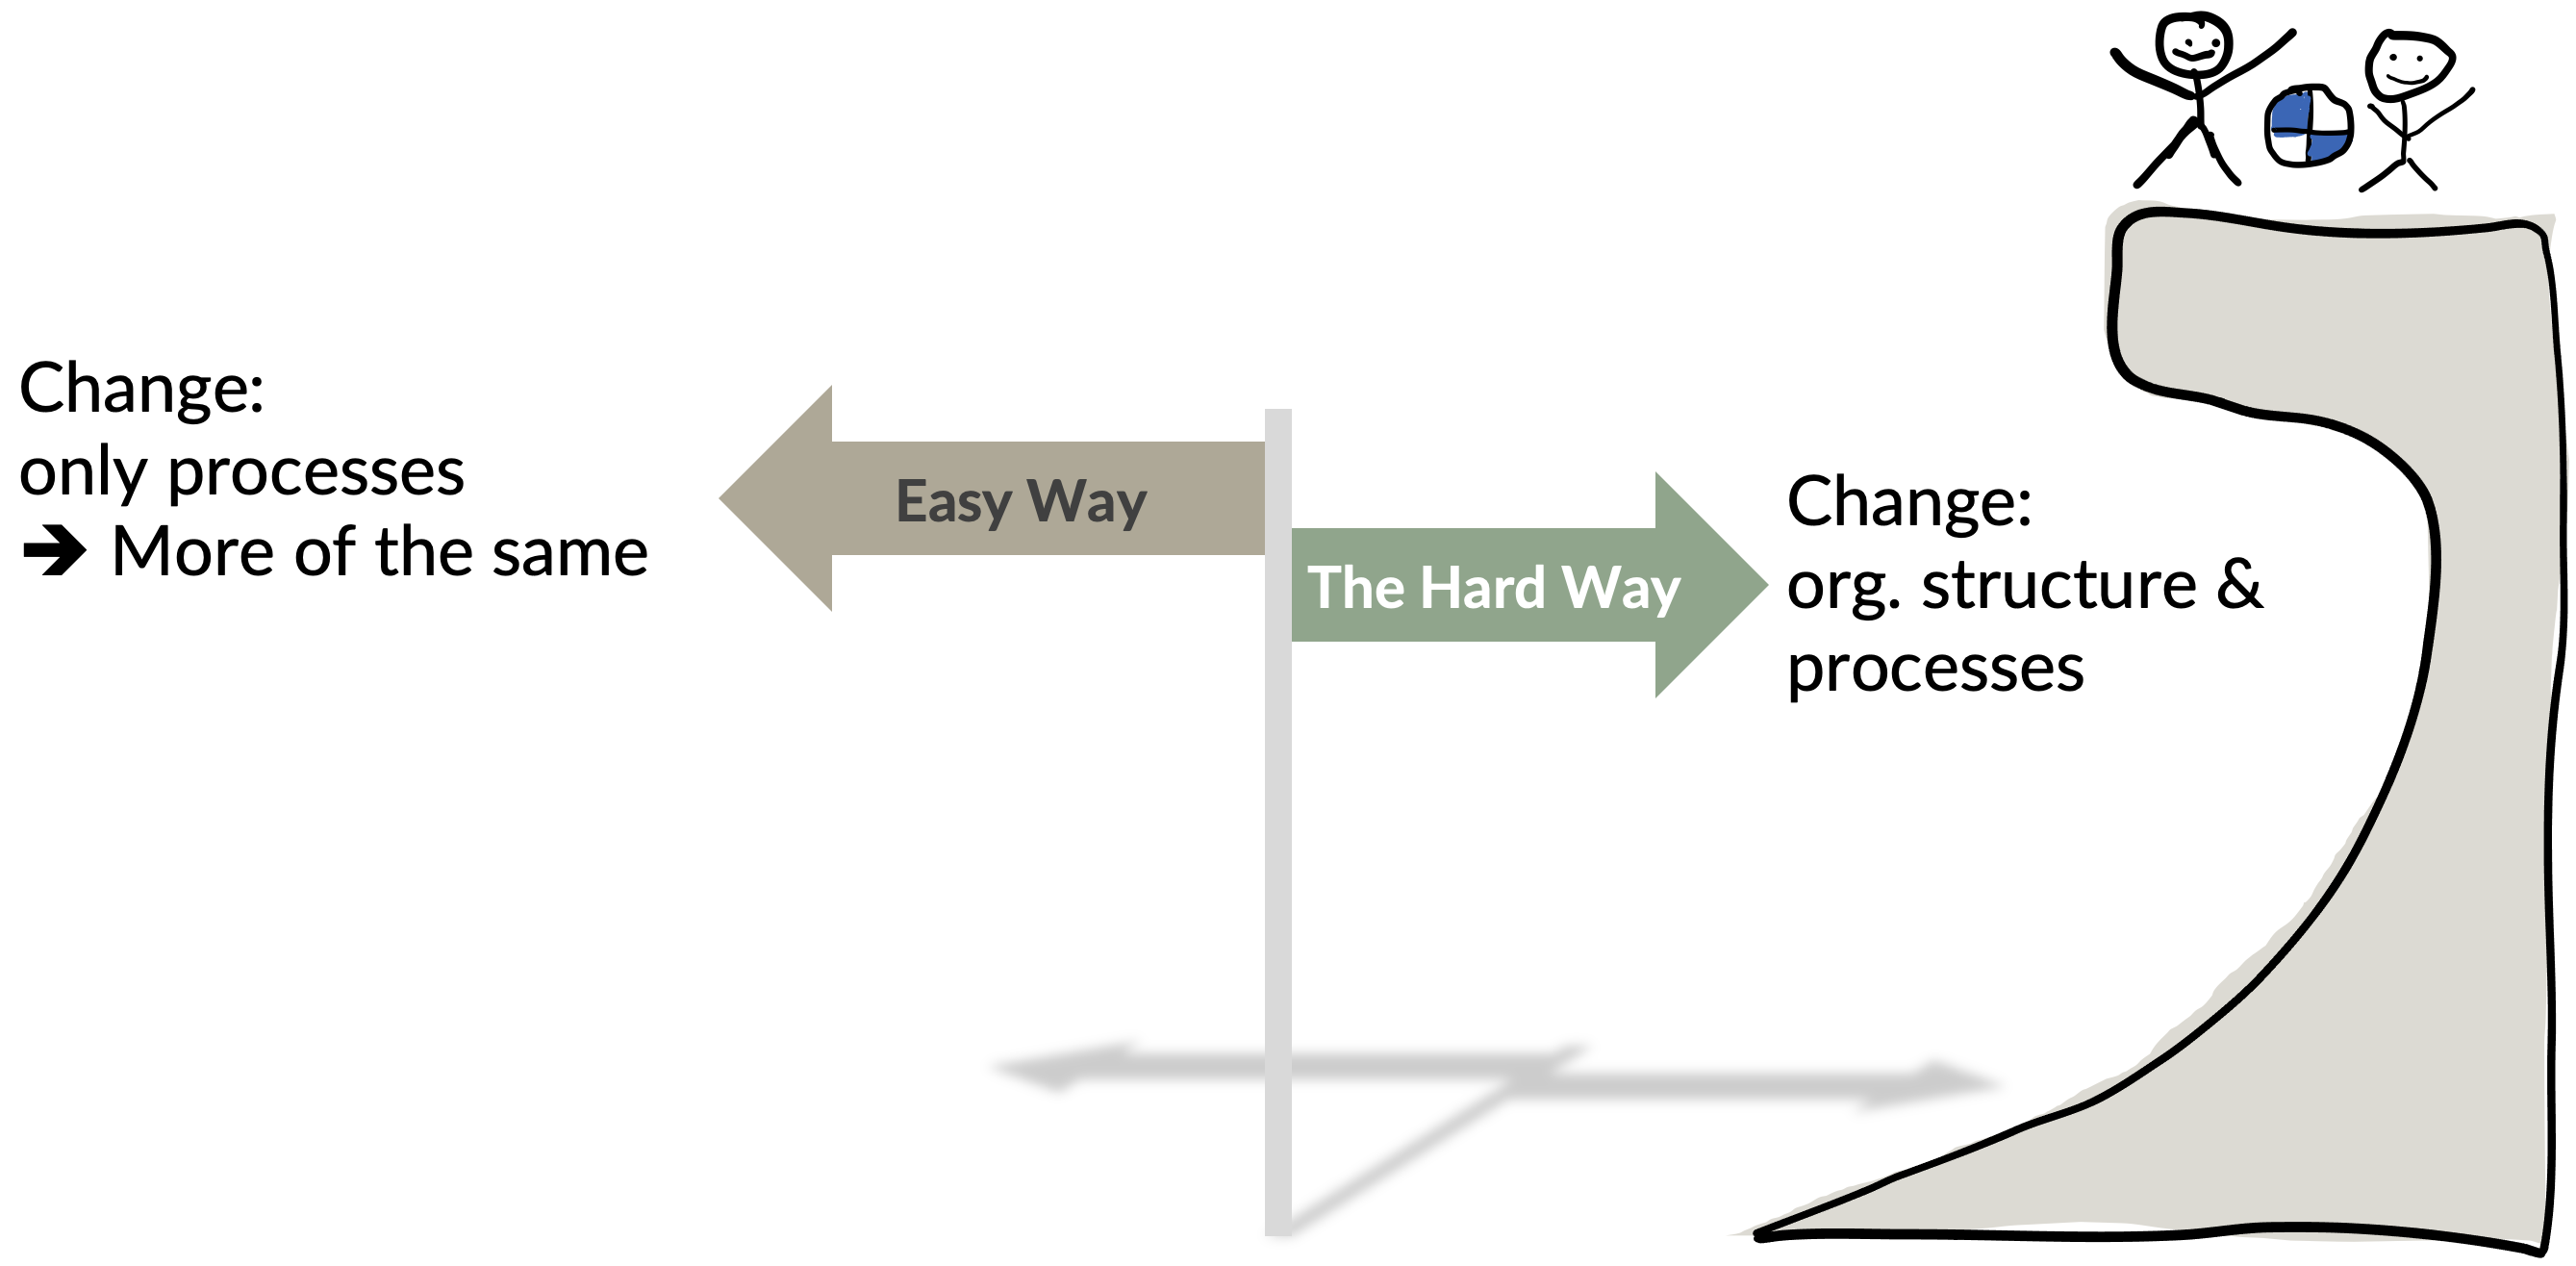 Change:
only processes
➔ More of the same
Easy Way
The Hard Way
Change:
org. structure &
processes